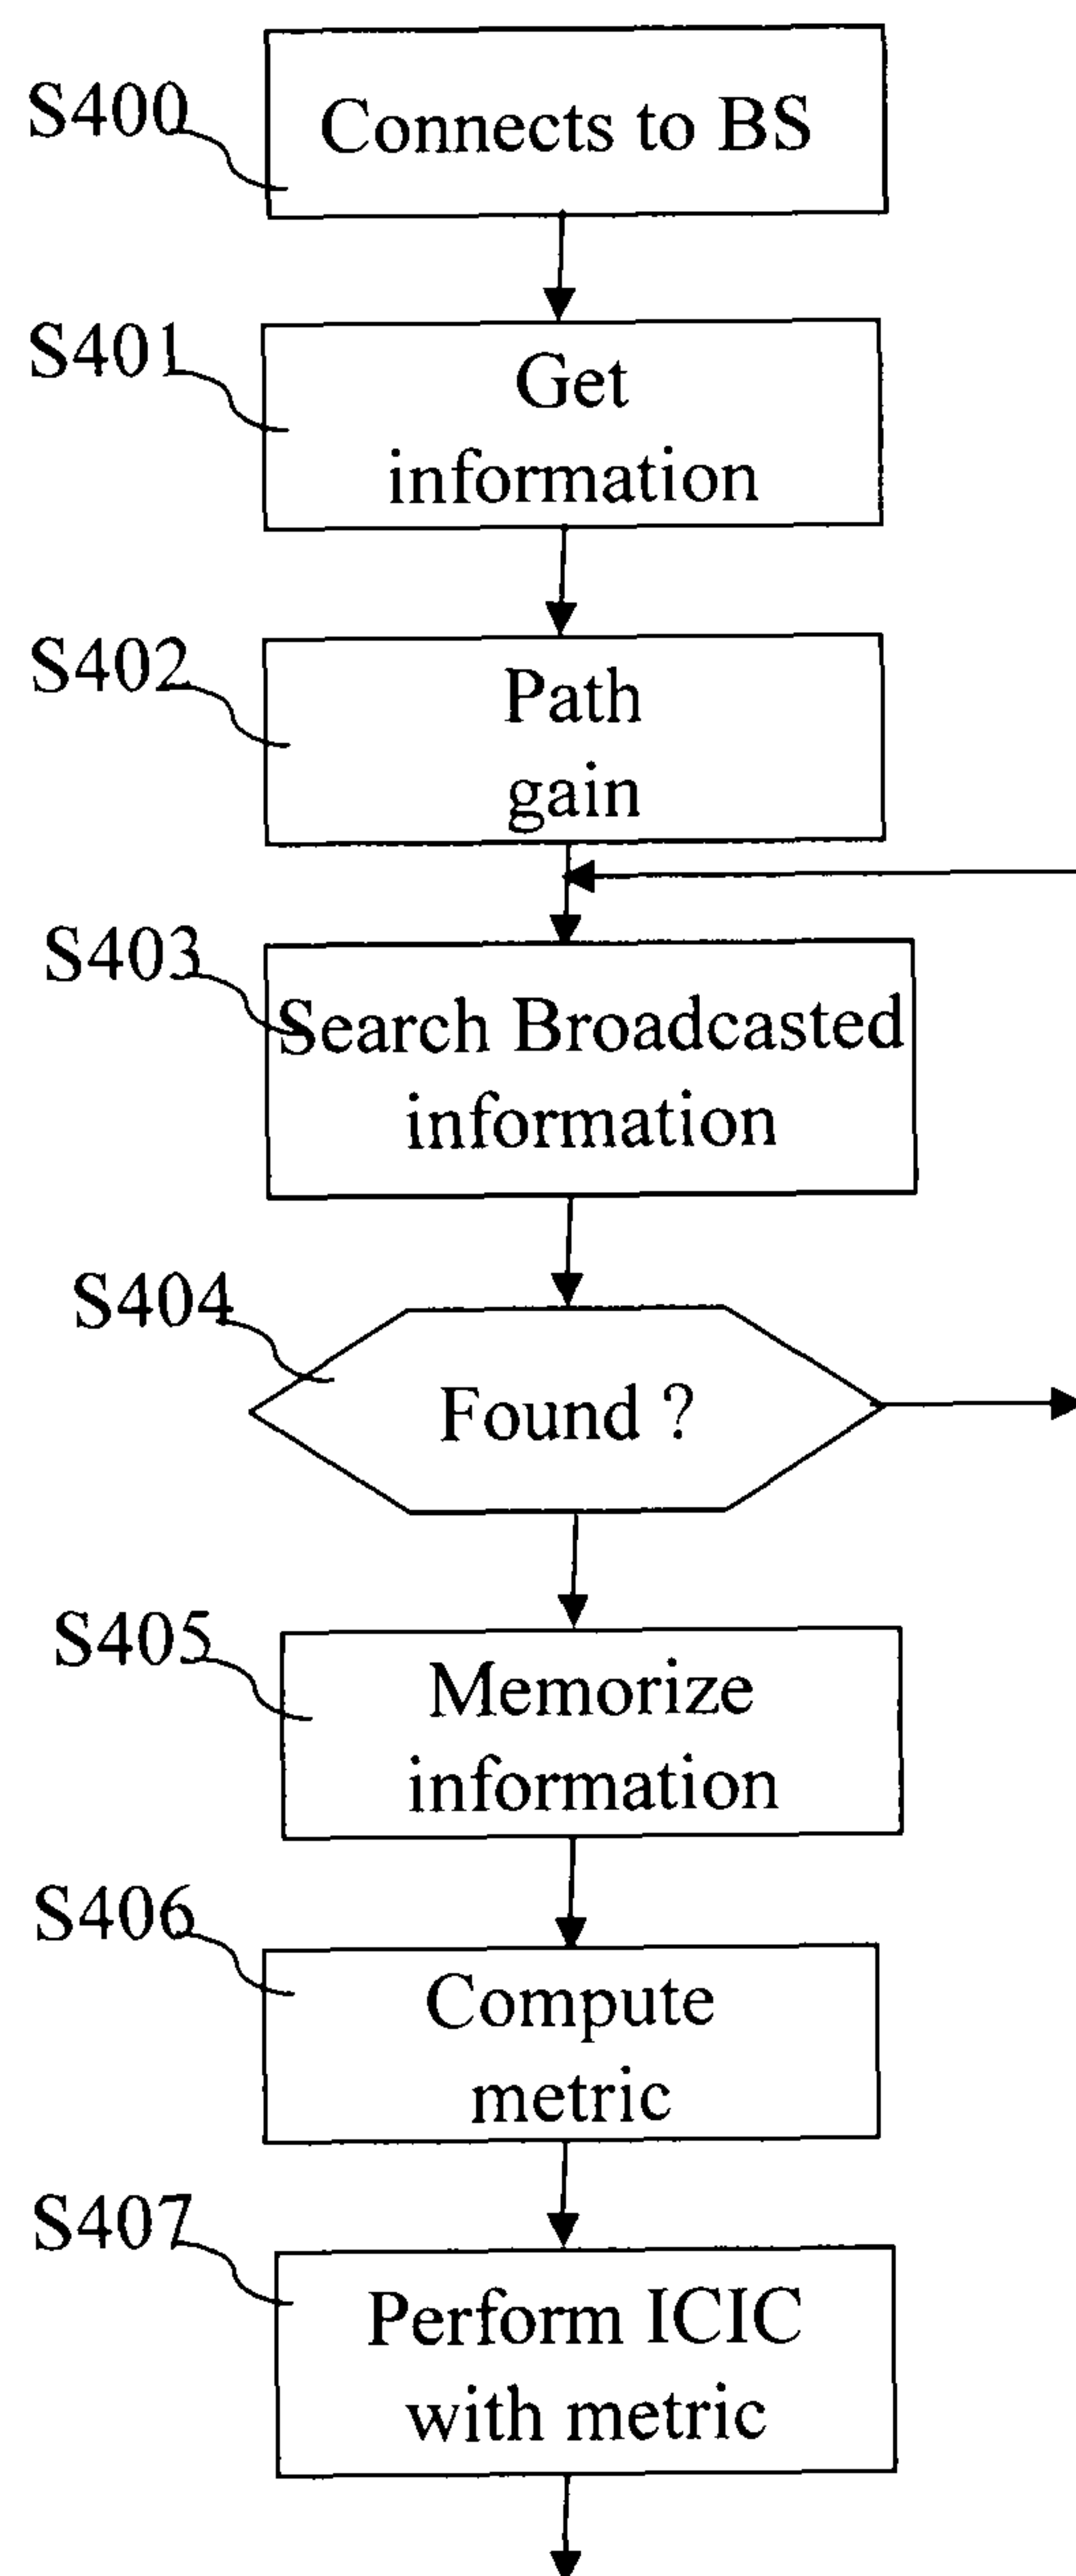 S400
Connects to BS
S401
Get
information
S402
Path
gain
S403
Search Broadcasted
information
S404
Found ?
S405
Memorize
information
S406
Compute
metric
S407
Perform ICIC
with metric